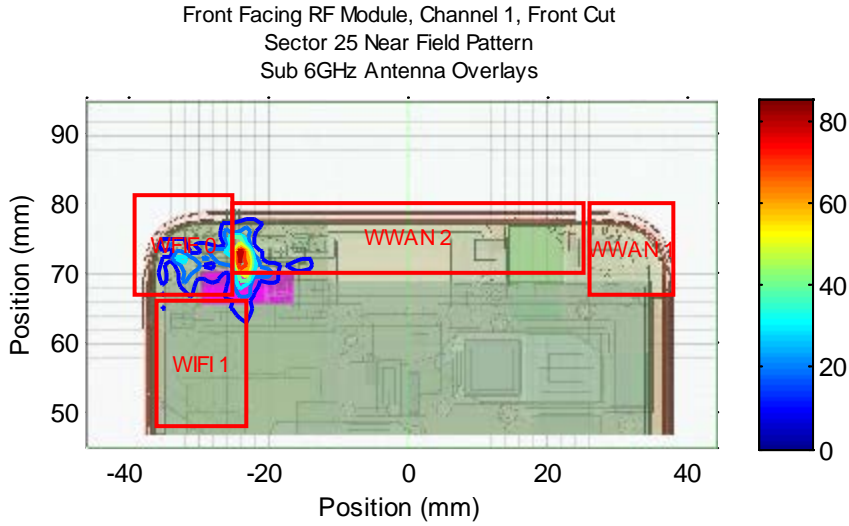 Front Facing RF Module, Channel 1, Front Cut
Sector 25 Near Field Pattern
Sub 6GHz Antenna Overlays
90
80
70
60
50
Position (mm)
WIFI 0
WWAN 2
WWAN 1
WIFI 1
-40
-20
0
20
40
Position (mm)
80
60
40
20
0